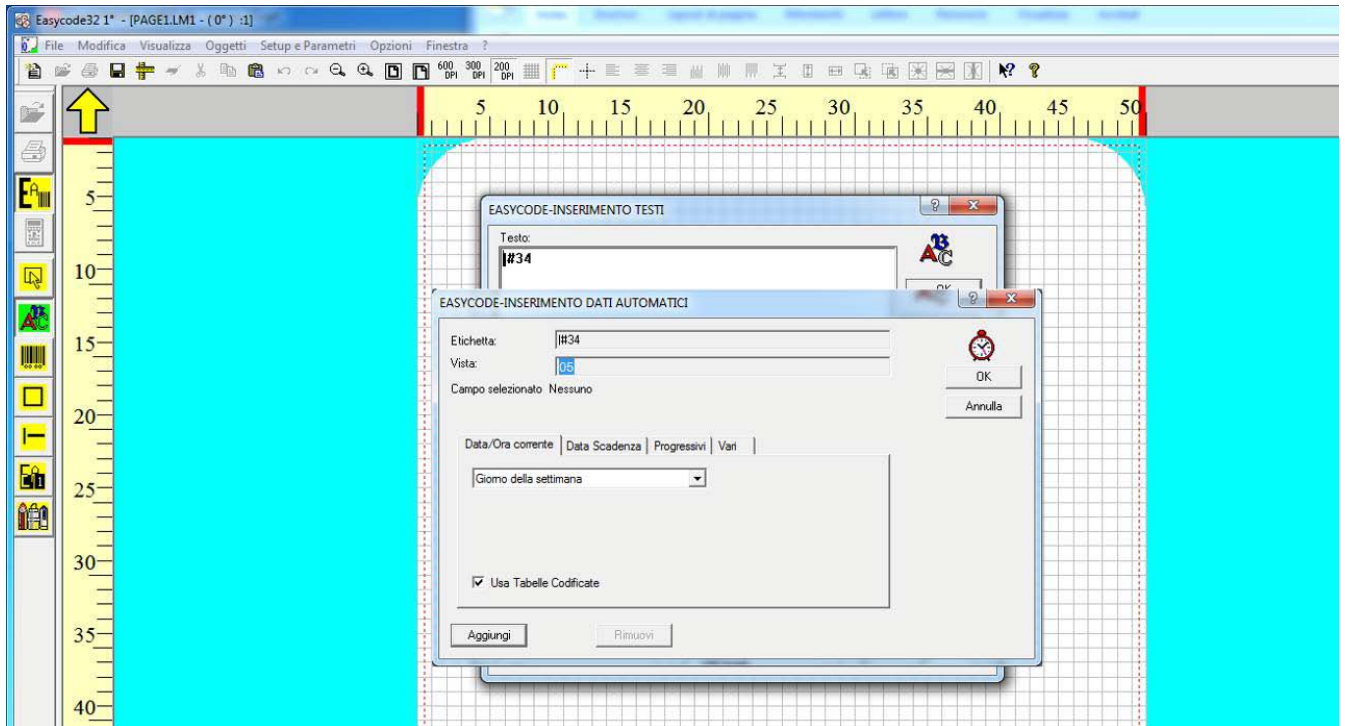 Easycode32 1° - [PAGE1.LM1 - ( 0° ) :1]
File Modifica Visualizza Oggetti Setup e Parametri Opzioni Finestra ?
600 DPI 300 DPI 200 DPI
5 10 15 20 25 30 35 40 45 50
5
EASYCODE-INSERIMENTO TESTI
Testo:
|#34
10
EASYCODE-INSERIMENTO DATI AUTOMATICI
Etichetta: |#34
15
Vista: 05
OK
Campo selezionato Nessuno
Annulla
20
Data/Ora corrente Data Scadenza Progressivi Vari
Giorno della settimana
25
30
Usa Tabelle Codificate
35
Aggiungi Rimuovi
40